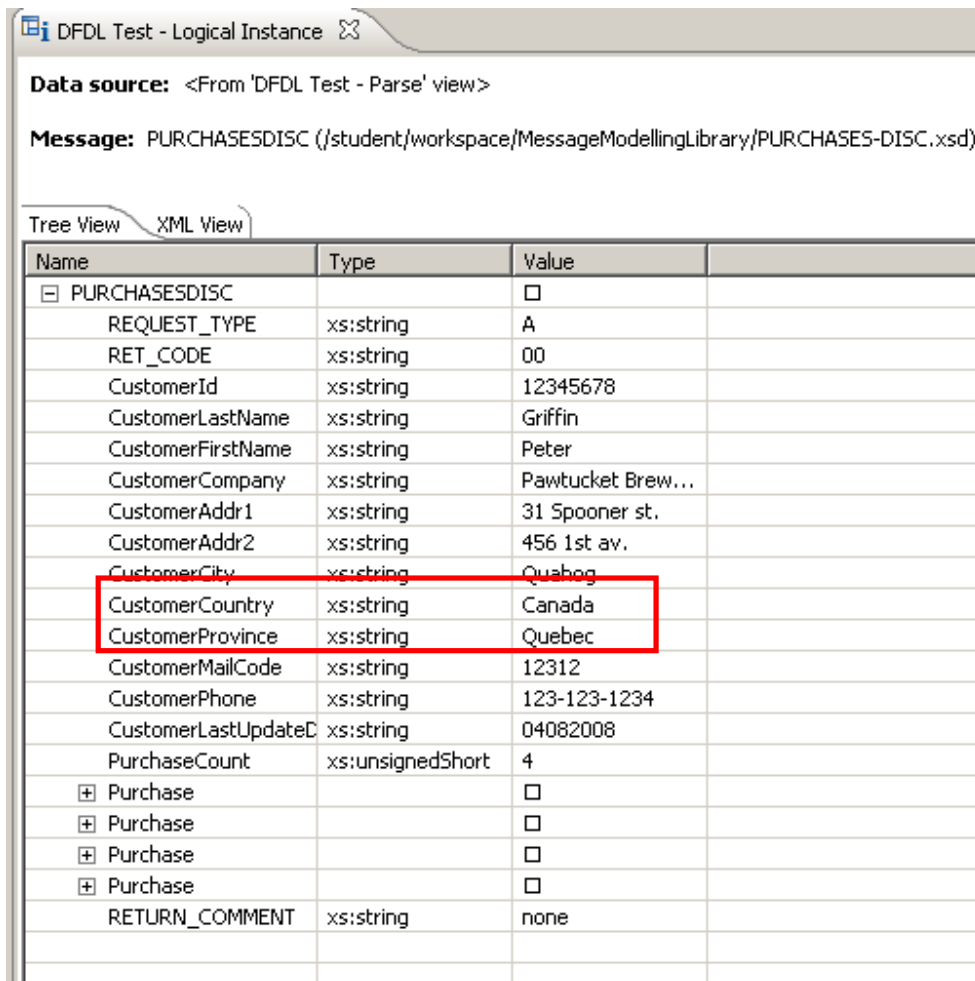 DFDL Test - Logical Instance
Data source: <From 'DFDL Test - Parse' view>
Message: PURCHASESDISC (/student/workspace/MessageModellingLibrary/PURCHASES-DISC.xsd)
Tree View XML View
Name Type Value
PURCHASESDISC
REQUEST_TYPE xs:string A
RET_CODE xs:string 00
CustomerId xs:string 12345678
CustomerLastName xs:string Griffin
CustomerFirstName xs:string Peter
CustomerCompany xs:string Pawtucket Brew...
CustomerAddr1 xs:string 31 Spooner st.
CustomerAddr2 xs:string 456 1st av.
CustomerCity xs:string Quahog
CustomerCountry xs:string Canada
CustomerProvince xs:string Quebec
CustomerMailCode xs:string 12312
CustomerPhone xs:string 123-123-1234
CustomerLastUpdateD xs:string 04082008
PurchaseCount xs:unsignedShort 4
Purchase
Purchase
Purchase
Purchase
RETURN_COMMENT xs:string none